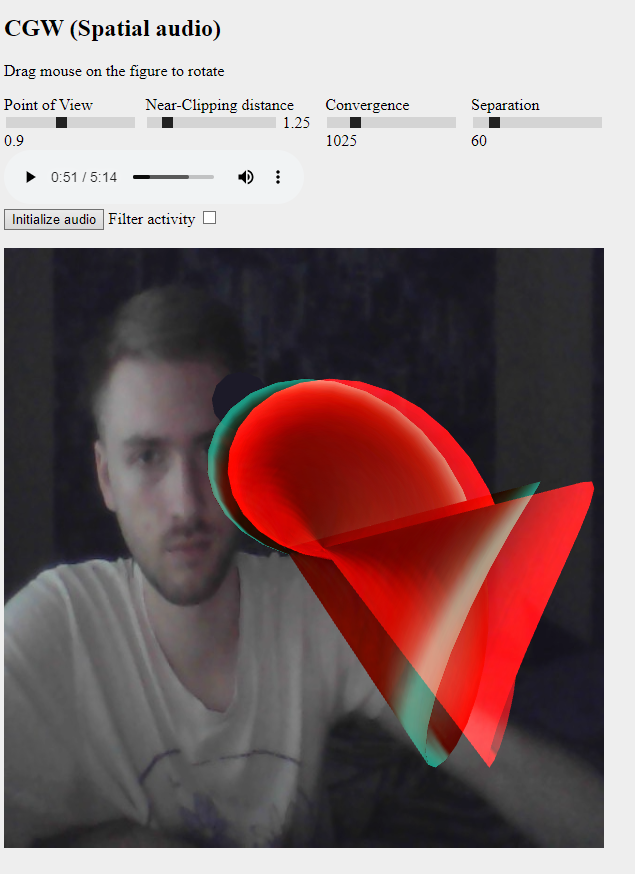 CGW (Spatial audio)
Drag mouse on the figure to rotate
Point of View Near-Clipping distance Convergence Separation
1.25
0.9 1025 60
0:51 / 5:14
Initialize audio Filter activity